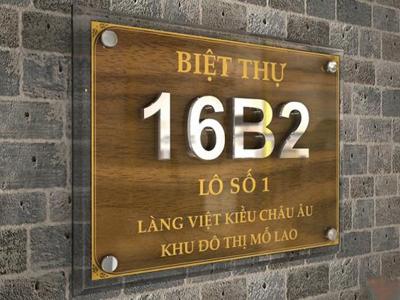 BIỆT THỰ
16B2
LÔ SỐ 1
LÀNG VIỆT KIỀU CHÂU ÂU
KHU ĐÔ THỊ MỖ LAO